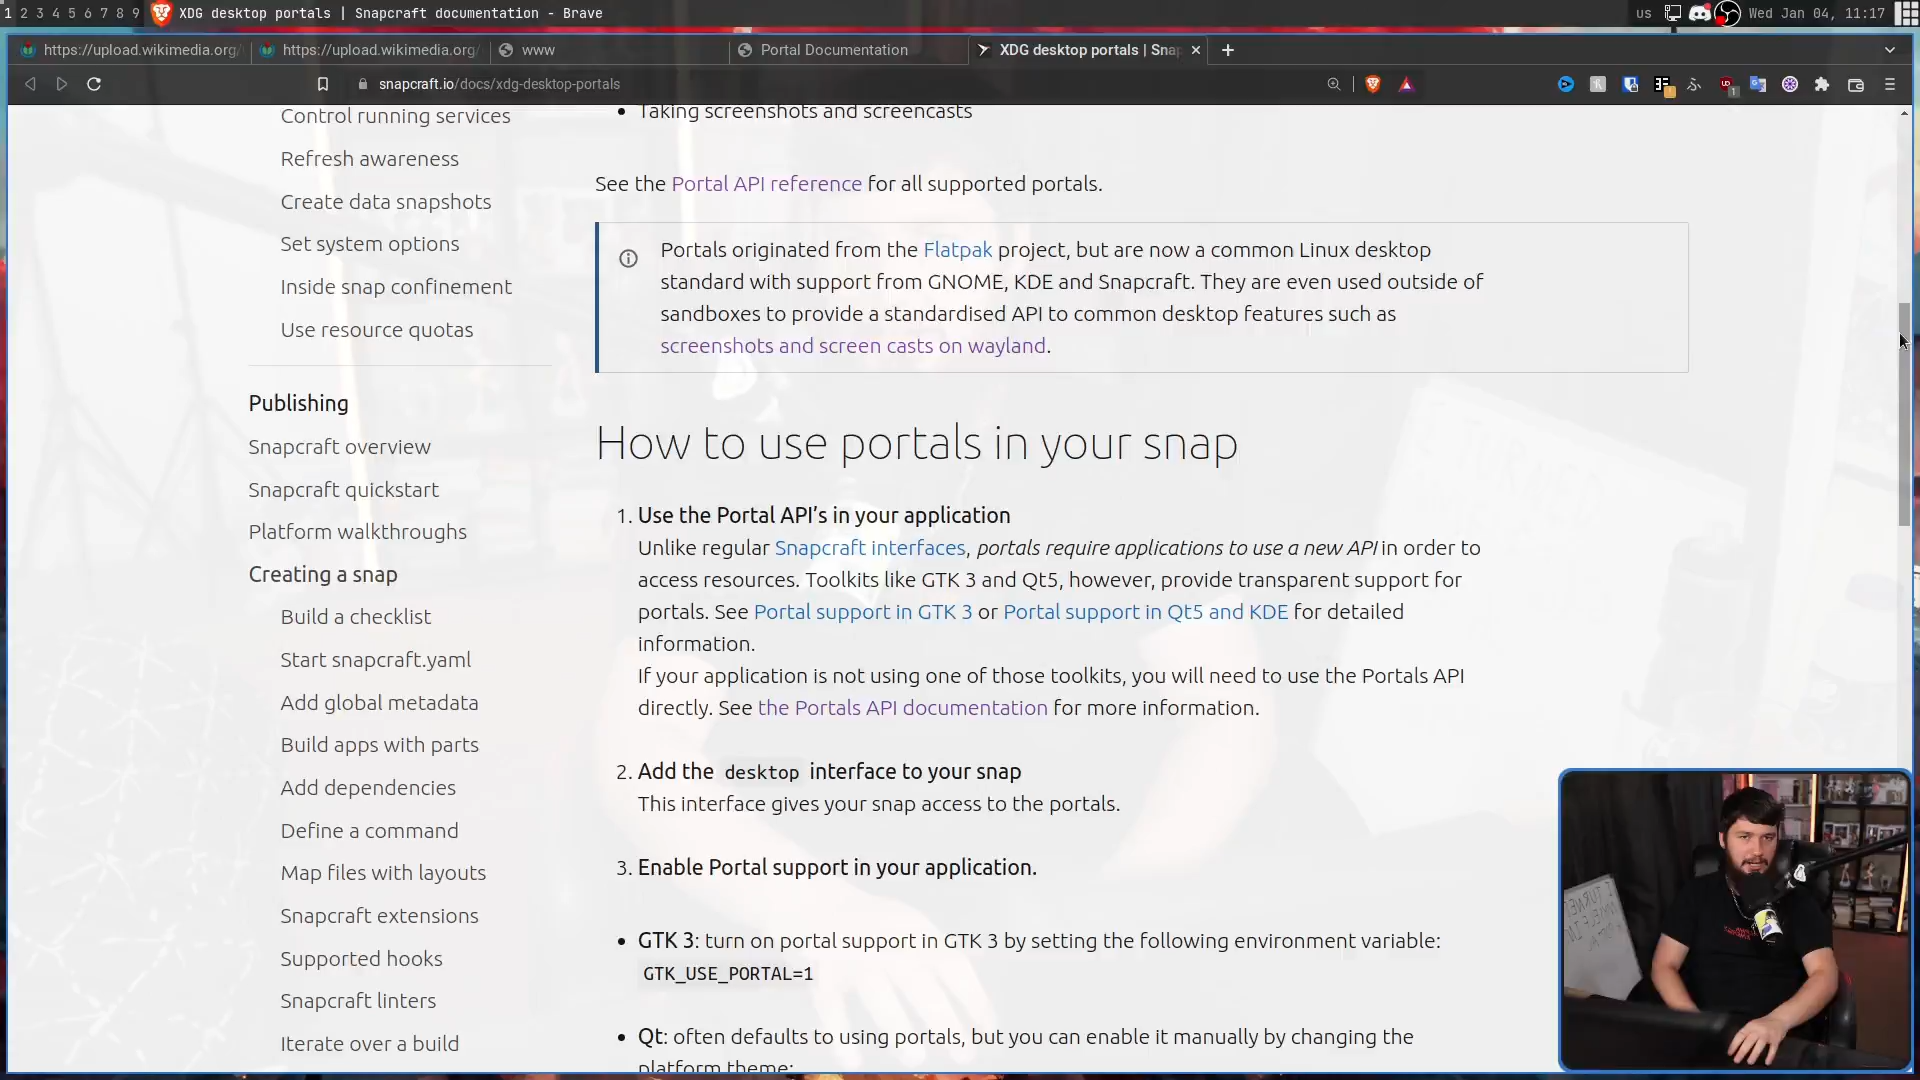 1 2 3 4 5 6 7 8 9 XDG desktop portals | Snapcraft documentation - Brave
us Wed Jan 04, 11:17
https://upload.wikimedia.org/
https://upload.wikimedia.org/
www
Portal Documentation
XDG desktop portals | Sna
snapcraft.io/docs/xdg-desktop-portals
Control running services
Refresh awareness
Create data snapshots
Set system options
Inside snap confinement
Use resource quotas
Publishing
Snapcraft overview
Snapcraft quickstart
Platform walkthroughs
Creating a snap
Build a checklist
Start snapcraft.yaml
Add global metadata
Build apps with parts
Add dependencies
Define a command
Map files with layouts
Snapcraft extensions
Supported hooks
Snapcraft linters
Iterate over a build
• Taking screenshots and screencasts
See the Portal API reference for all supported portals.
Portals originated from the Flatpak project, but are now a common Linux desktop
standard with support from GNOME, KDE and Snapcraft. They are even used outside of
sandboxes to provide a standardised API to common desktop features such as
screenshots and screen casts on wayland.
How to use portals in your snap
1. Use the Portal API’s in your application
Unlike regular Snapcraft interfaces, portals require applications to use a new API in order to
access resources. Toolkits like GTK 3 and Qt5, however, provide transparent support for
portals. See Portal support in GTK 3 or Portal support in Qt5 and KDE for detailed
information.
If your application is not using one of those toolkits, you will need to use the Portals API
directly. See the Portals API documentation for more information.
2. Add the desktop interface to your snap
This interface gives your snap access to the portals.
3. Enable Portal support in your application.
• GTK 3: turn on portal support in GTK 3 by setting the following environment variable:
GTK_USE_PORTAL=1
• Qt: often defaults to using portals, but you can enable it manually by changing the
platform theme: